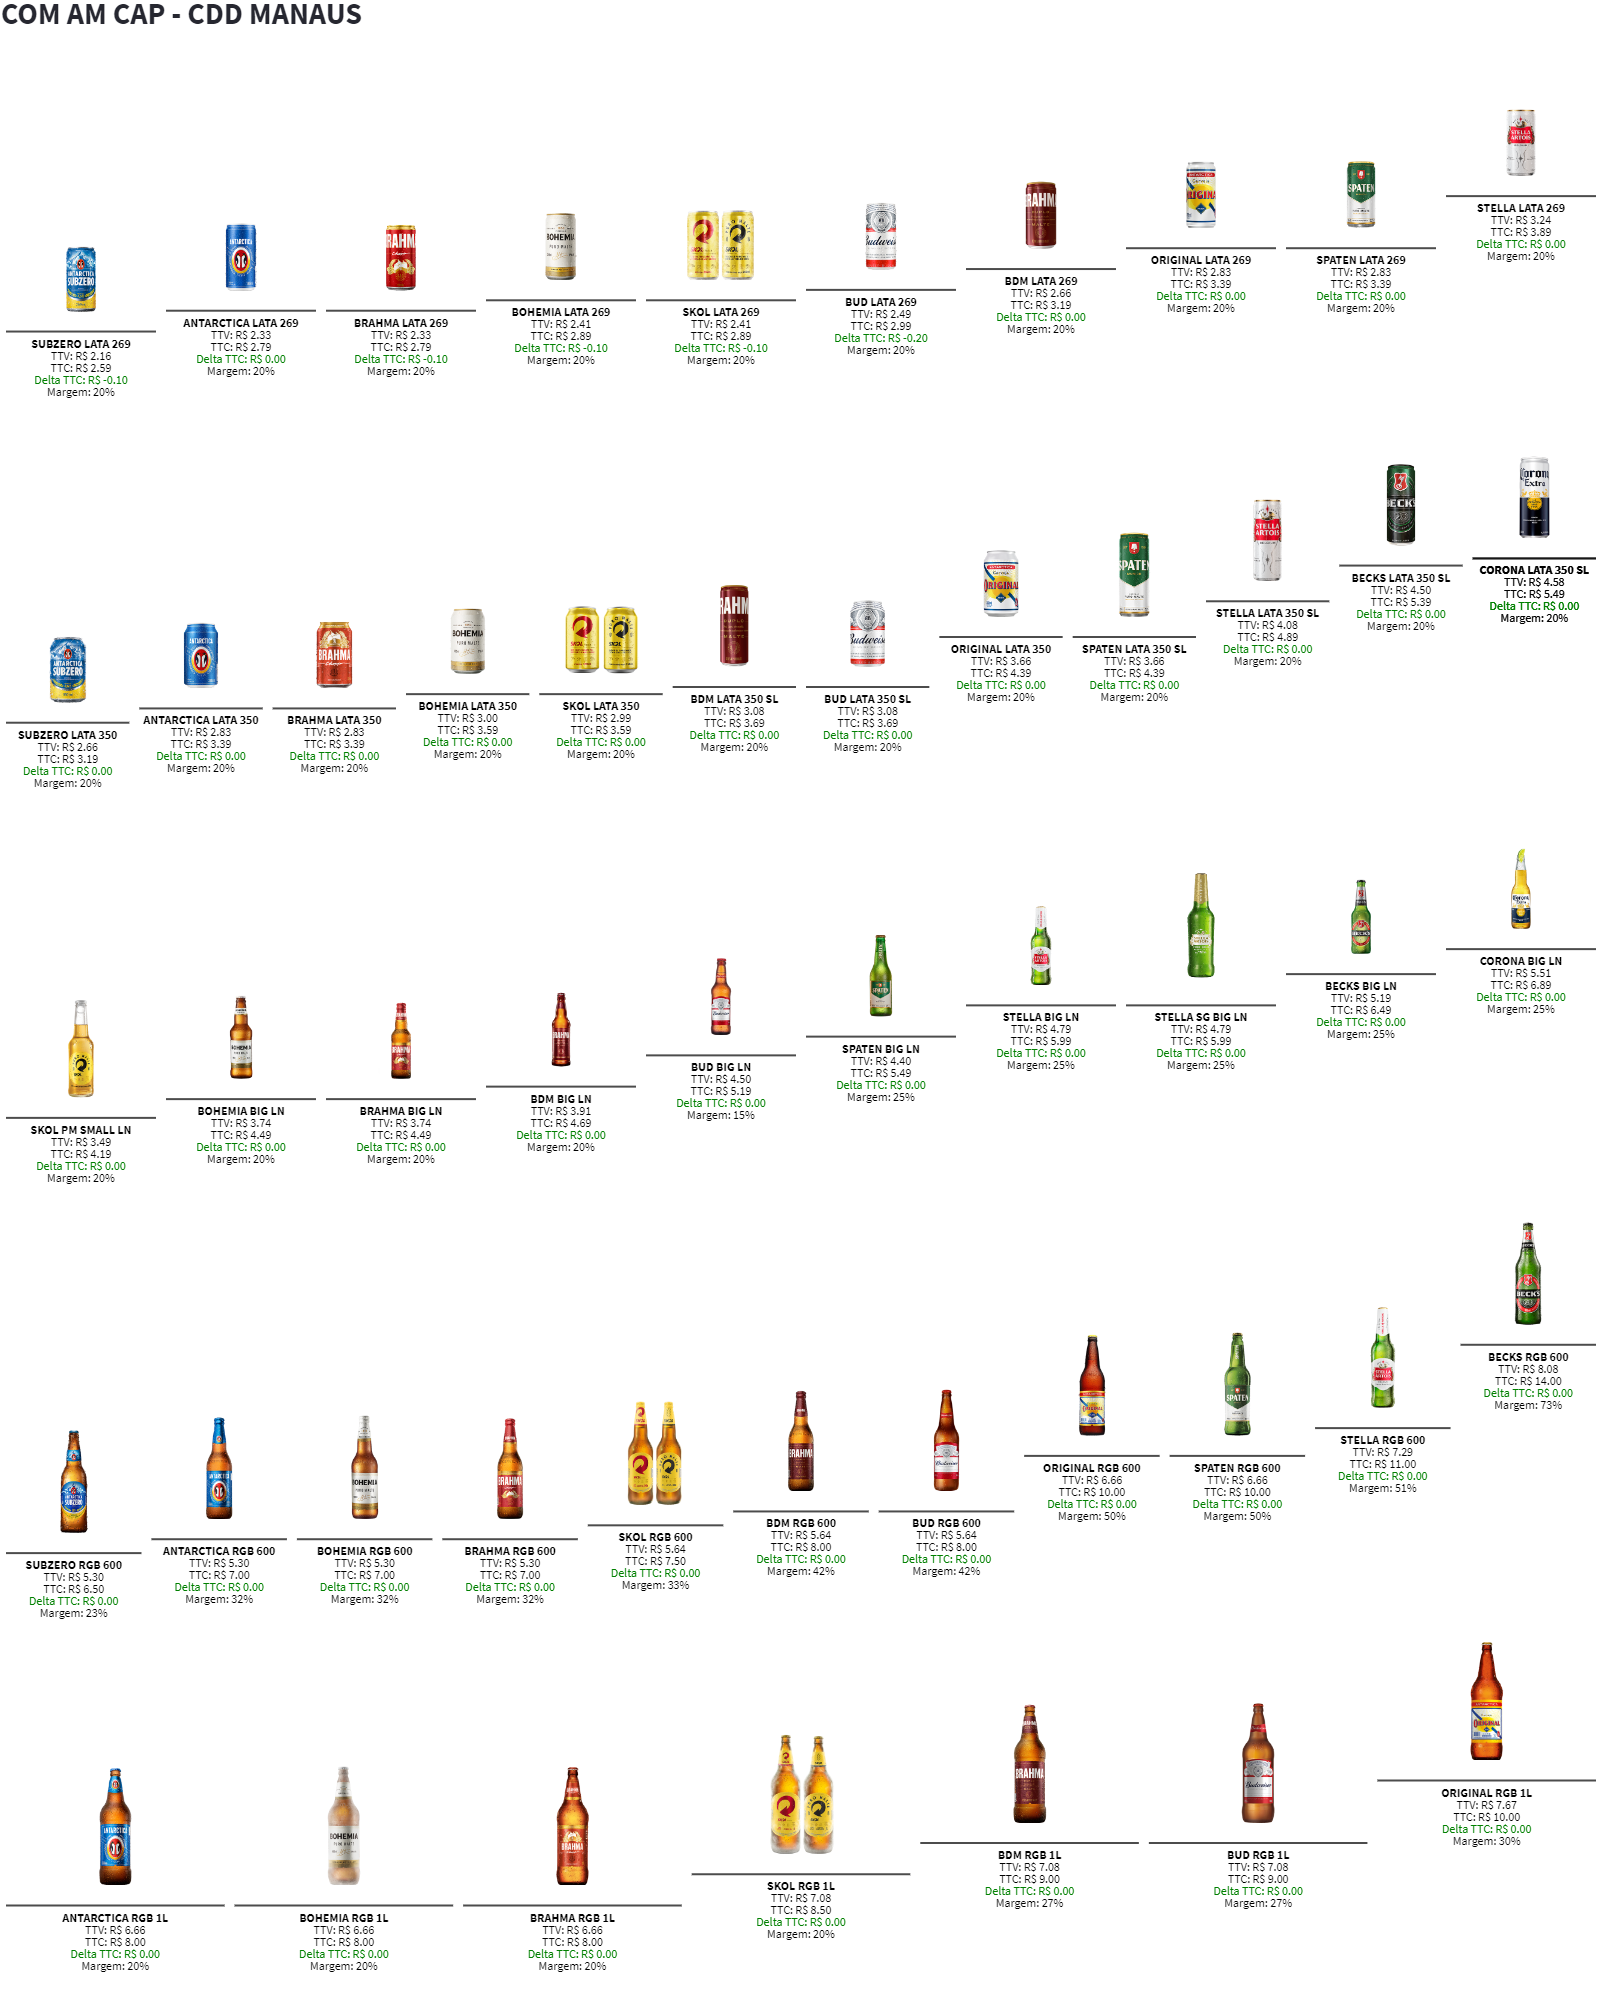 COM AM CAP - CDD MANAUS
SUBZERO LATA 269
TTV: R$ 2.16
TTC: R$ 2.59
Delta TTC: R$ -0.10
Margem: 20%
ANTARCTICA LATA 269
TTV: R$ 2.33
TTC: R$ 2.79
Delta TTC: R$ 0.00
Margem: 20%
BRAHMA LATA 269
TTV: R$ 2.33
TTC: R$ 2.79
Delta TTC: R$ -0.10
Margem: 20%
BOHEMIA LATA 269
TTV: R$ 2.41
TTC: R$ 2.89
Delta TTC: R$ -0.10
Margem: 20%
SKOL LATA 269
TTV: R$ 2.41
TTC: R$ 2.89
Delta TTC: R$ -0.10
Margem: 20%
BUD LATA 269
TTV: R$ 2.49
TTC: R$ 2.99
Delta TTC: R$ -0.20
Margem: 20%
BDM LATA 269
TTV: R$ 2.66
TTC: R$ 3.19
Delta TTC: R$ 0.00
Margem: 20%
ORIGINAL LATA 269
TTV: R$ 2.83
TTC: R$ 3.39
Delta TTC: R$ 0.00
Margem: 20%
SPATEN LATA 269
TTV: R$ 2.83
TTC: R$ 3.39
Delta TTC: R$ 0.00
Margem: 20%
STELLA LATA 269
TTV: R$ 3.24
TTC: R$ 3.89
Delta TTC: R$ 0.00
Margem: 20%
SUBZERO LATA 350
TTV: R$ 2.66
TTC: R$ 3.19
Delta TTC: R$ 0.00
Margem: 20%
ANTARCTICA LATA 350
TTV: R$ 2.83
TTC: R$ 3.39
Delta TTC: R$ 0.00
Margem: 20%
BRAHMA LATA 350
TTV: R$ 2.83
TTC: R$ 3.39
Delta TTC: R$ 0.00
Margem: 20%
BOHEMIA LATA 350
TTV: R$ 3.00
TTC: R$ 3.59
Delta TTC: R$ 0.00
Margem: 20%
SKOL LATA 350
TTV: R$ 2.99
TTC: R$ 3.59
Delta TTC: R$ 0.00
Margem: 20%
BDM LATA 350 SL
TTV: R$ 3.08
TTC: R$ 3.69
Delta TTC: R$ 0.00
Margem: 20%
BUD LATA 350 SL
TTV: R$ 3.08
TTC: R$ 3.69
Delta TTC: R$ 0.00
Margem: 20%
ORIGINAL LATA 350
TTV: R$ 3.66
TTC: R$ 4.39
Delta TTC: R$ 0.00
Margem: 20%
SPATEN LATA 350 SL
TTV: R$ 3.66
TTC: R$ 4.39
Delta TTC: R$ 0.00
Margem: 20%
STELLA LATA 350 SL
TTV: R$ 4.08
TTC: R$ 4.89
Delta TTC: R$ 0.00
Margem: 20%
BECKS LATA 350 SL
TTV: R$ 4.50
TTC: R$ 5.39
Delta TTC: R$ 0.00
Margem: 20%
CORONA LATA 350 SL
TTV: R$ 4.58
TTC: R$ 5.49
Delta TTC: R$ 0.00
Margem: 20%
SKOL PM SMALL LN
TTV: R$ 3.49
TTC: R$ 4.19
Delta TTC: R$ 0.00
Margem: 20%
BOHEMIA BIG LN
TTV: R$ 3.74
TTC: R$ 4.49
Delta TTC: R$ 0.00
Margem: 20%
BRAHMA BIG LN
TTV: R$ 3.74
TTC: R$ 4.49
Delta TTC: R$ 0.00
Margem: 20%
BDM BIG LN
TTV: R$ 3.91
TTC: R$ 4.69
Delta TTC: R$ 0.00
Margem: 20%
BUD BIG LN
TTV: R$ 4.50
TTC: R$ 5.19
Delta TTC: R$ 0.00
Margem: 15%
SPATEN BIG LN
TTV: R$ 4.40
TTC: R$ 5.49
Delta TTC: R$ 0.00
Margem: 25%
STELLA BIG LN
TTV: R$ 4.79
TTC: R$ 5.99
Delta TTC: R$ 0.00
Margem: 25%
STELLA SG BIG LN
TTV: R$ 4.79
TTC: R$ 5.99
Delta TTC: R$ 0.00
Margem: 25%
BECKS BIG LN
TTV: R$ 5.19
TTC: R$ 6.49
Delta TTC: R$ 0.00
Margem: 25%
CORONA BIG LN
TTV: R$ 5.51
TTC: R$ 6.89
Delta TTC: R$ 0.00
Margem: 25%
SUBZERO RGB 600
TTV: R$ 5.30
TTC: R$ 6.50
Delta TTC: R$ 0.00
Margem: 23%
ANTARCTICA RGB 600
TTV: R$ 5.30
TTC: R$ 7.00
Delta TTC: R$ 0.00
Margem: 32%
BOHEMIA RGB 600
TTV: R$ 5.30
TTC: R$ 7.00
Delta TTC: R$ 0.00
Margem: 32%
BRAHMA RGB 600
TTV: R$ 5.30
TTC: R$ 7.00
Delta TTC: R$ 0.00
Margem: 32%
SKOL RGB 600
TTV: R$ 5.64
TTC: R$ 7.50
Delta TTC: R$ 0.00
Margem: 33%
BDM RGB 600
TTV: R$ 5.64
TTC: R$ 8.00
Delta TTC: R$ 0.00
Margem: 42%
BUD RGB 600
TTV: R$ 5.64
TTC: R$ 8.00
Delta TTC: R$ 0.00
Margem: 42%
ORIGINAL RGB 600
TTV: R$ 6.66
TTC: R$ 10.00
Delta TTC: R$ 0.00
Margem: 50%
SPATEN RGB 600
TTV: R$ 6.66
TTC: R$ 10.00
Delta TTC: R$ 0.00
Margem: 50%
STELLA RGB 600
TTV: R$ 7.29
TTC: R$ 11.00
Delta TTC: R$ 0.00
Margem: 51%
BECKS RGB 600
TTV: R$ 8.08
TTC: R$ 14.00
Delta TTC: R$ 0.00
Margem: 73%
ANTARCTICA RGB 1L
TTV: R$ 6.66
TTC: R$ 8.00
Delta TTC: R$ 0.00
Margem: 20%
BOHEMIA RGB 1L
TTV: R$ 6.66
TTC: R$ 8.00
Delta TTC: R$ 0.00
Margem: 20%
BRAHMA RGB 1L
TTV: R$ 6.66
TTC: R$ 8.00
Delta TTC: R$ 0.00
Margem: 20%
SKOL RGB 1L
TTV: R$ 7.08
TTC: R$ 8.50
Delta TTC: R$ 0.00
Margem: 20%
BDM RGB 1L
TTV: R$ 7.08
TTC: R$ 9.00
Delta TTC: R$ 0.00
Margem: 27%
BUD RGB 1L
TTV: R$ 7.08
TTC: R$ 9.00
Delta TTC: R$ 0.00
Margem: 27%
ORIGINAL RGB 1L
TTV: R$ 7.67
TTC: R$ 10.00
Delta TTC: R$ 0.00
Margem: 30%